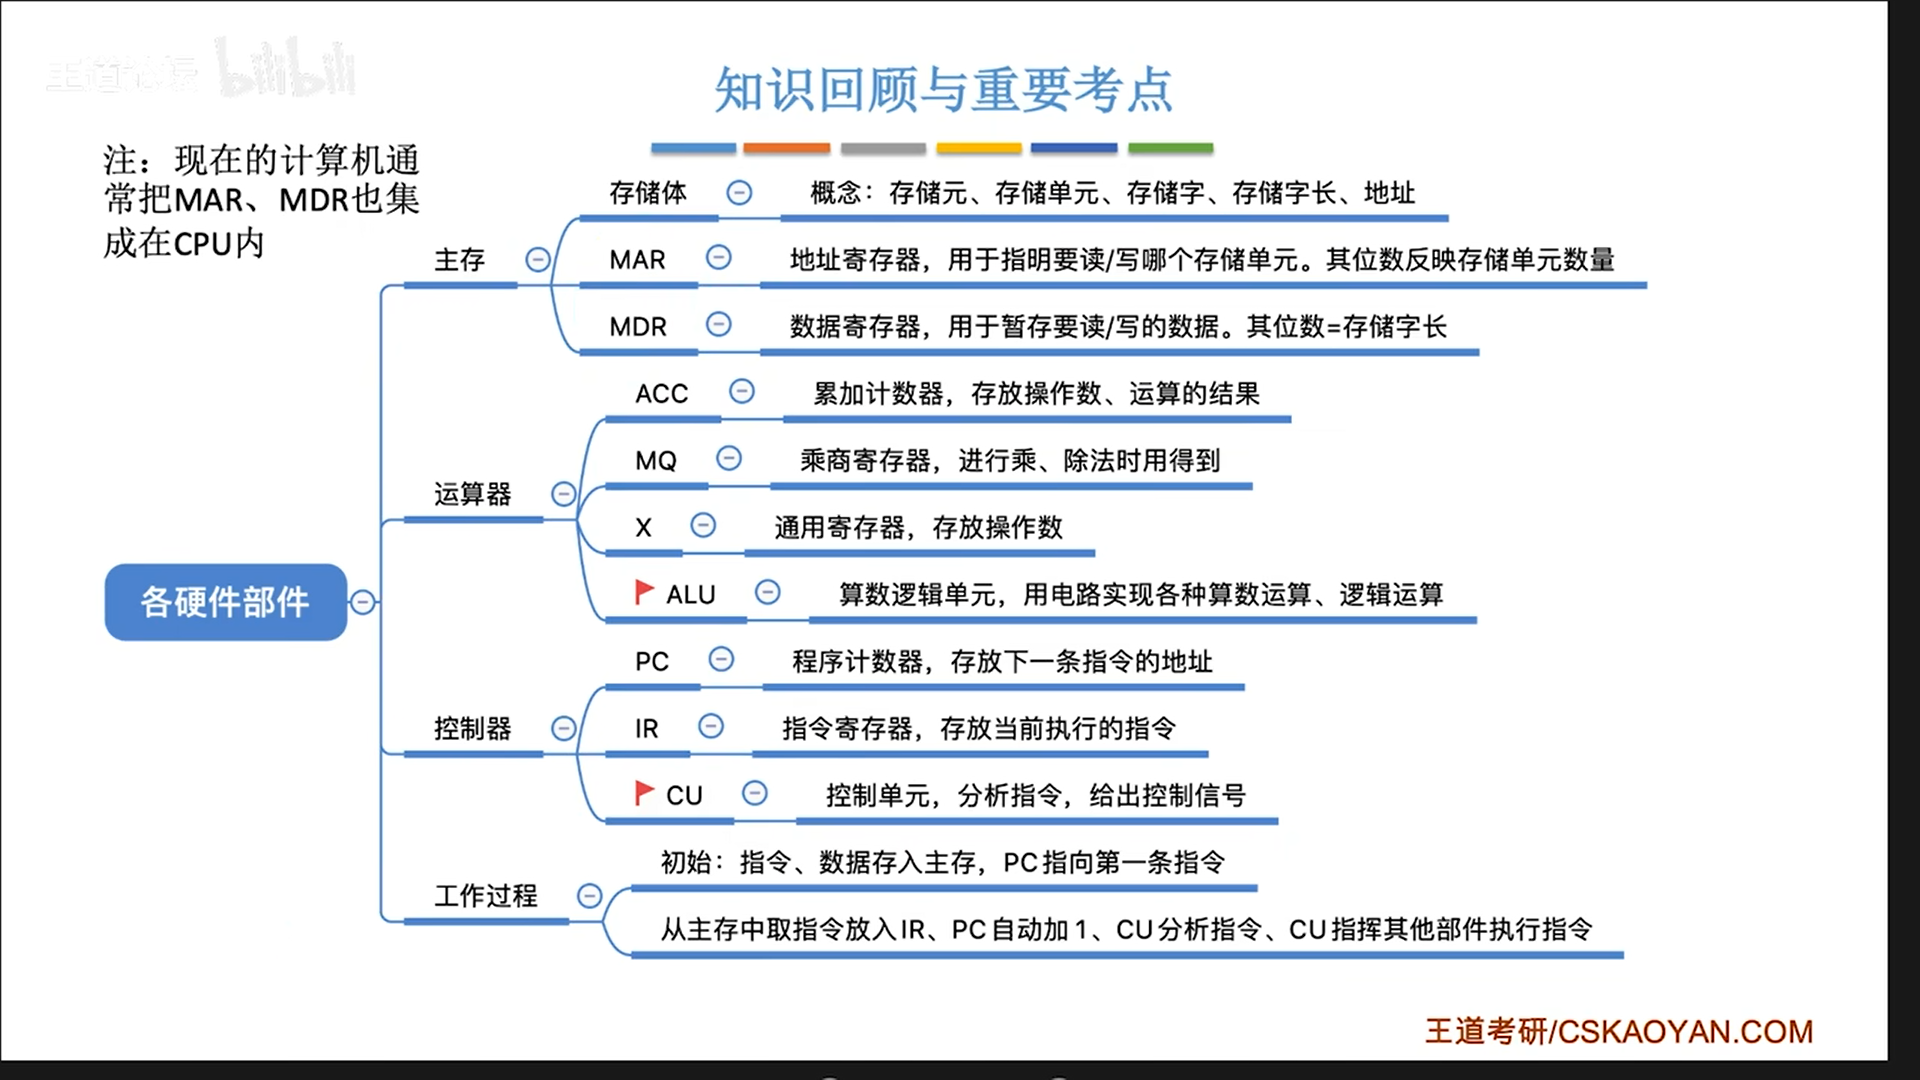 王道论坛 bilibili
知识回顾与重要考点
注：现在的计算机通
常把MAR、MDR也集
成在CPU内
各硬件部件
主存
存储体
概念：存储元、存储单元、存储字、存储字长、地址
MAR
地址寄存器，用于指明要读/写哪个存储单元。其位数反映存储单元数量
MDR
数据寄存器，用于暂存要读/写的数据。其位数=存储字长
运算器
ACC
累加计数器，存放操作数、运算的结果
MQ
乘商寄存器，进行乘、除法时用得到
X
通用寄存器，存放操作数
ALU
算数逻辑单元，用电路实现各种算数运算、逻辑运算
控制器
PC
程序计数器，存放下一条指令的地址
IR
指令寄存器，存放当前执行的指令
CU
控制单元，分析指令，给出控制信号
工作过程
初始：指令、数据存入主存，PC指向第一条指令
从主存中取指令放入IR、PC自动加1、CU分析指令、CU指挥其他部件执行指令
王道考研/CSKAOYAN.COM